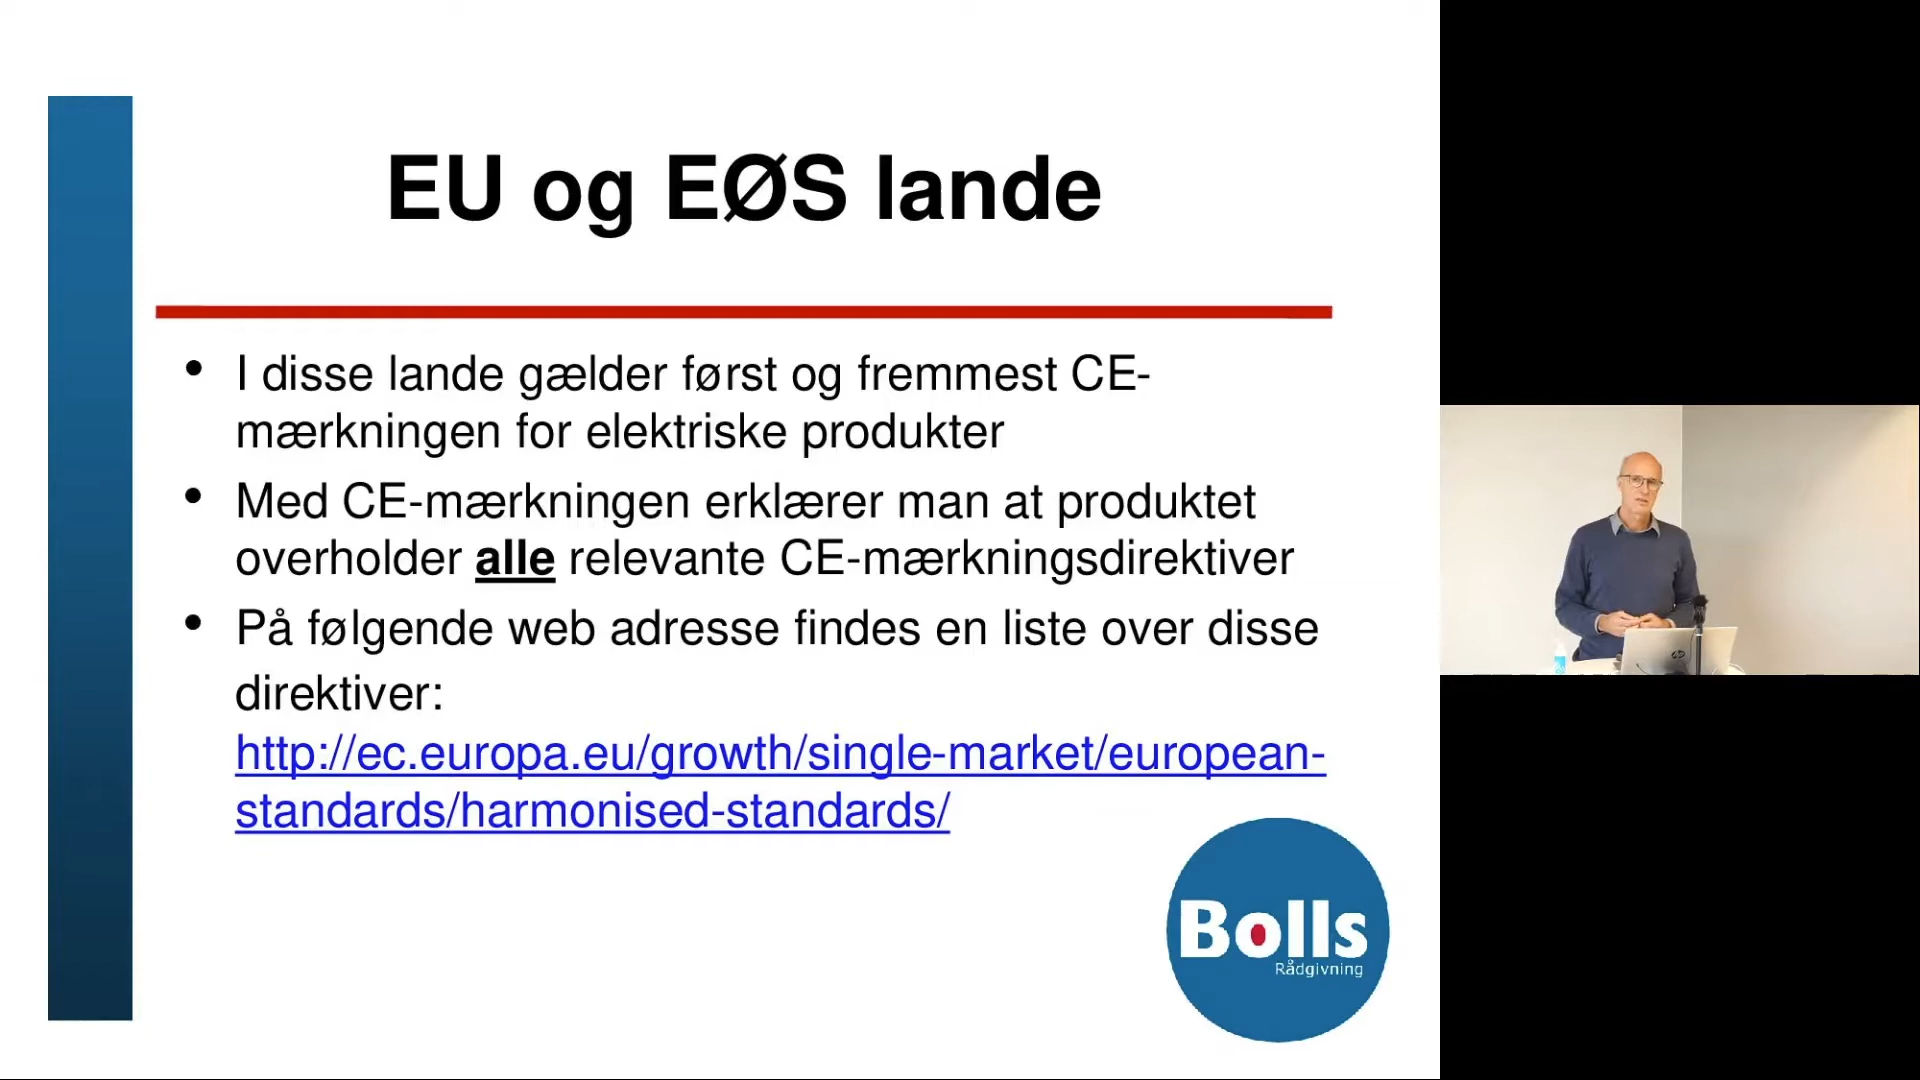 EU og EØS lande
• I disse lande gælder først og fremmest CE-
mærkningen for elektriske produkter
• Med CE-mærkningen erklærer man at produktet
overholder alle relevante CE-mærkningsdirektiver
• På følgende web adresse findes en liste over disse
direktiver:
http://ec.europa.eu/growth/single-market/european-
standards/harmonised-standards/
Bolls
Rådgivning
hp